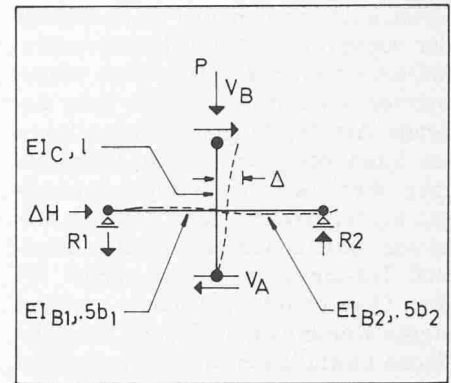 P
V_B
EI_C, l
Δ
ΔH
R1
R2
V_A
EI_B1, .5b_1
EI_B2, .5b_2